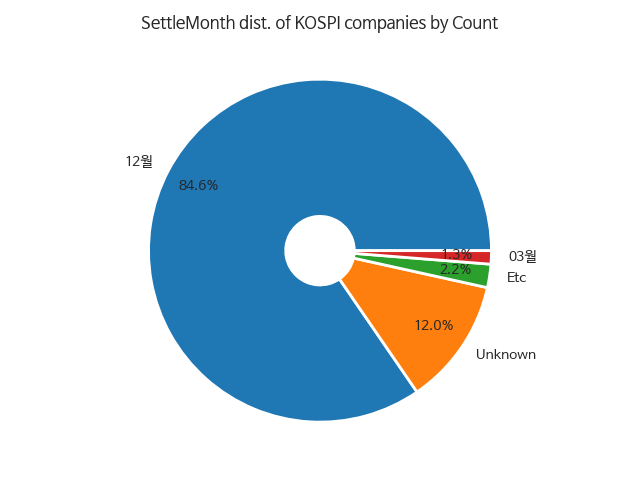 SettleMonth dist. of KOSPI companies by Count
12월
84.6%
1.3%
03월
2.2%
Etc
12.0%
Unknown